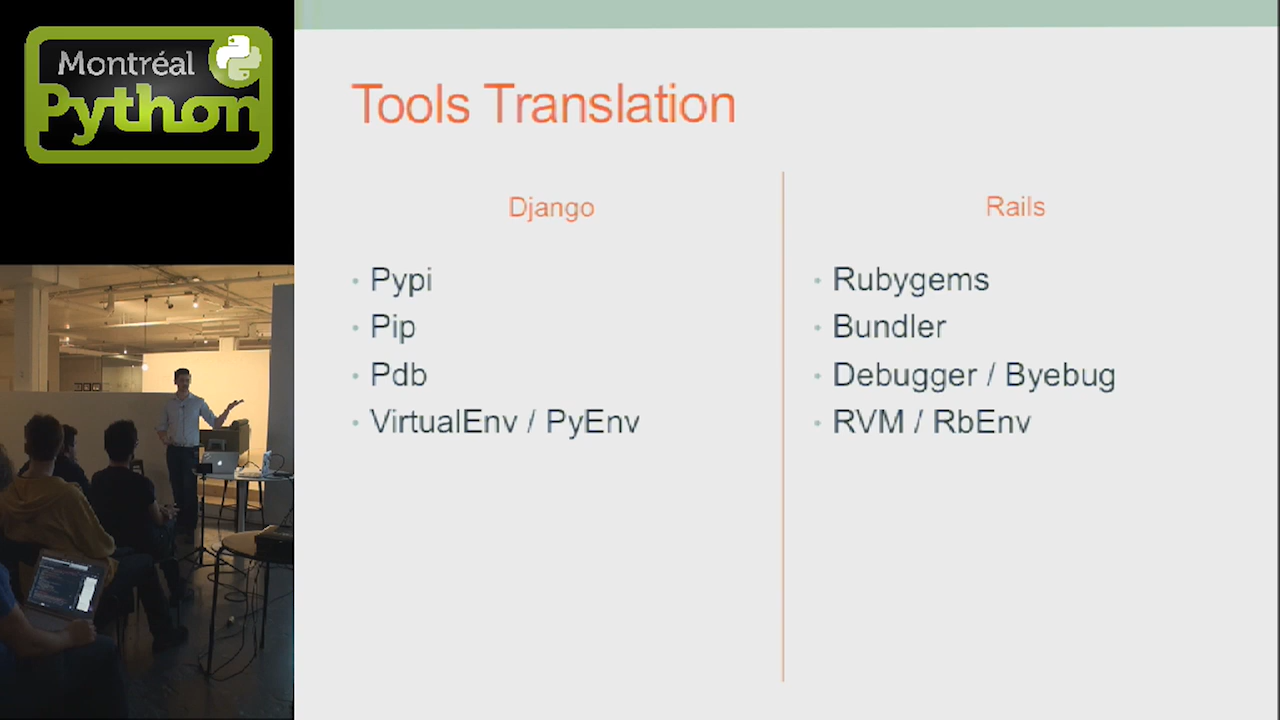 Montréal
Python
Tools Translation
Django
Rails
Pypi
Pip
Pdb
VirtualEnv / PyEnv
Rubygems
Bundler
Debugger / Byebug
RVM / RbEnv